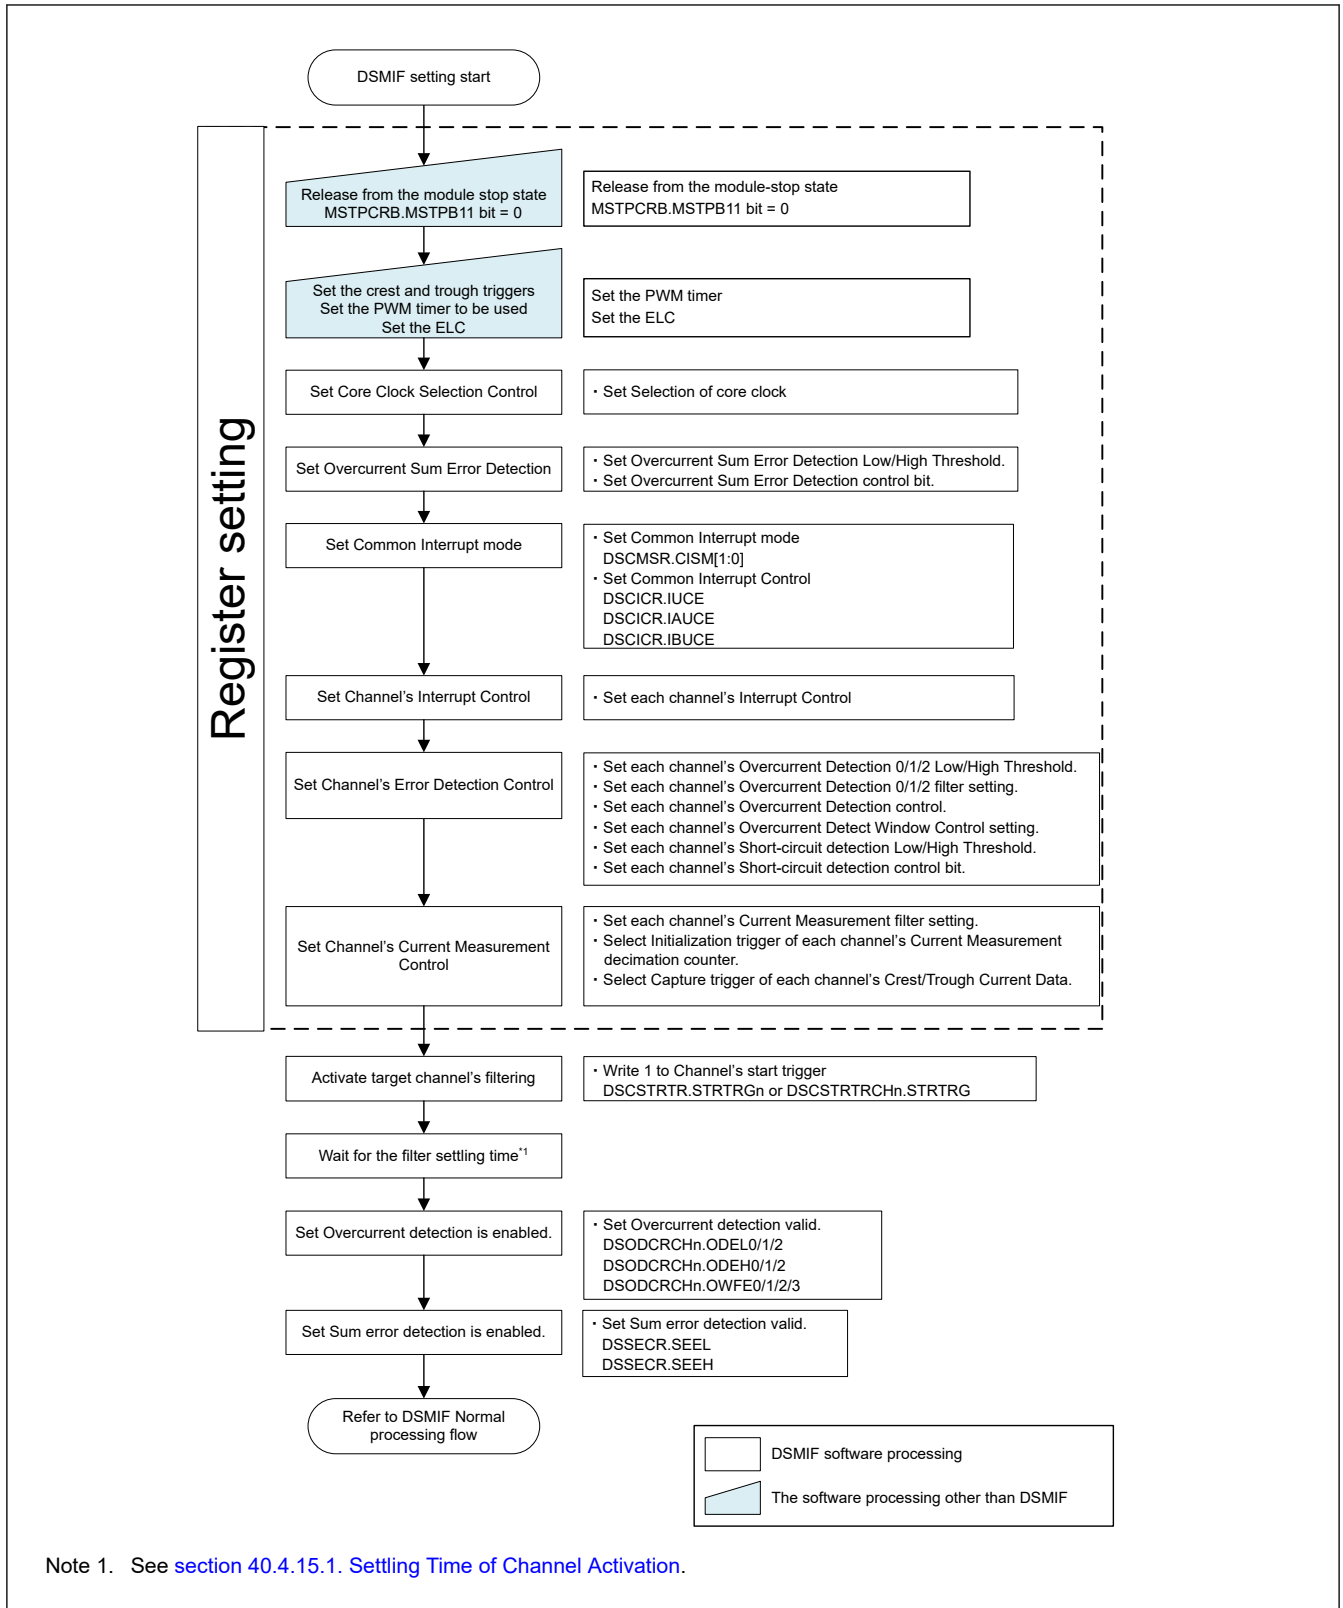 DSMIF setting start
Register setting
Release from the module stop state
MSTPCRB.MSTPB11 bit = 0
Release from the module-stop state
MSTPCRB.MSTPB11 bit = 0
Set the crest and trough triggers
Set the PWM timer to be used
Set the ELC
Set the PWM timer
Set the ELC
Set Core Clock Selection Control
・Set Selection of core clock
Set Overcurrent Sum Error Detection
・Set Overcurrent Sum Error Detection Low/High Threshold.
・Set Overcurrent Sum Error Detection control bit.
Set Common Interrupt mode
・Set Common Interrupt mode
DSCMSR.CISM[1:0]
・Set Common Interrupt Control
DSCICR.IUCE
DSCICR.IAUCE
DSCICR.IBUCE
Set Channel's Interrupt Control
・Set each channel's Interrupt Control
Set Channel's Error Detection Control
・Set each channel's Overcurrent Detection 0/1/2 Low/High Threshold.
・Set each channel's Overcurrent Detection 0/1/2 filter setting.
・Set each channel's Overcurrent Detection control.
・Set each channel's Overcurrent Detect Window Control setting.
・Set each channel's Short-circuit detection Low/High Threshold.
・Set each channel's Short-circuit detection control bit.
Set Channel's Current Measurement
Control
・Set each channel's Current Measurement filter setting.
・Select Initialization trigger of each channel's Current Measurement
decimation counter.
・Select Capture trigger of each channel's Crest/Trough Current Data.
Activate target channel's filtering
・Write 1 to Channel's start trigger
DSCSTRTR.STRTRGn or DSCSTRTRCHn.STRTRG
Wait for the filter settling time*1
Set Overcurrent detection is enabled.
・Set Overcurrent detection valid.
DSODCRCHn.ODEL0/1/2
DSODCRCHn.ODEH0/1/2
DSODCRCHn.OWFE0/1/2/3
Set Sum error detection is enabled.
・Set Sum error detection valid.
DSSECR.SEEL
DSSECR.SEEH
Refer to DSMIF Normal
processing flow
DSMIF software processing
The software processing other than DSMIF
Note 1. See section 40.4.15.1. Settling Time of Channel Activation.